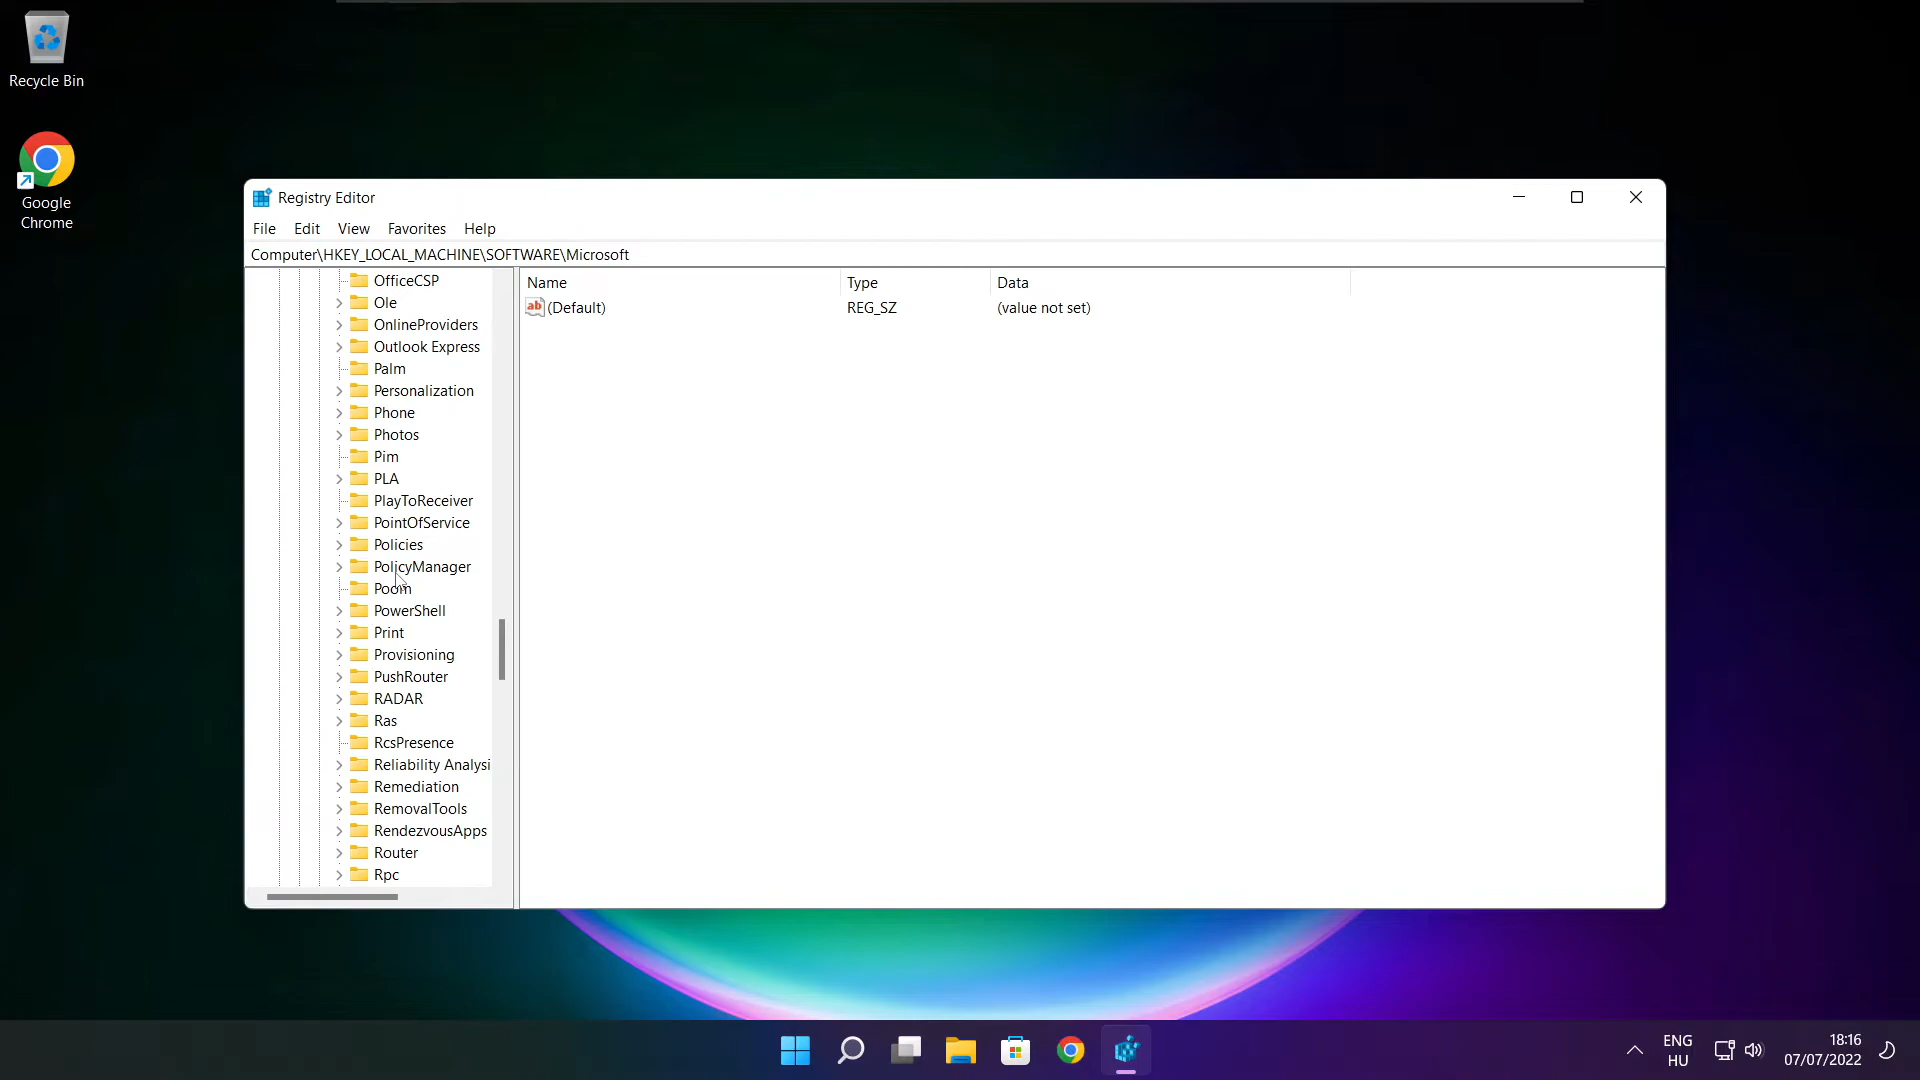 Recycle Bin
Google
Chrome
Registry Editor
File Edit View Favorites Help
Computer\HKEY_LOCAL_MACHINE\SOFTWARE\Microsoft
OfficeCSP
Ole
OnlineProviders
Outlook Express
Palm
Personalization
Phone
Photos
Pim
PLA
PlayToReceiver
PointOfService
Policies
PolicyManager
Poom
PowerShell
Print
Provisioning
PushRouter
RADAR
Ras
RcsPresence
Reliability Analysi
Remediation
RemovalTools
RendezvousApps
Router
Rpc
Name Type Data
ab (Default) REG_SZ (value not set)
ENG
HU
18:16
07/07/2022